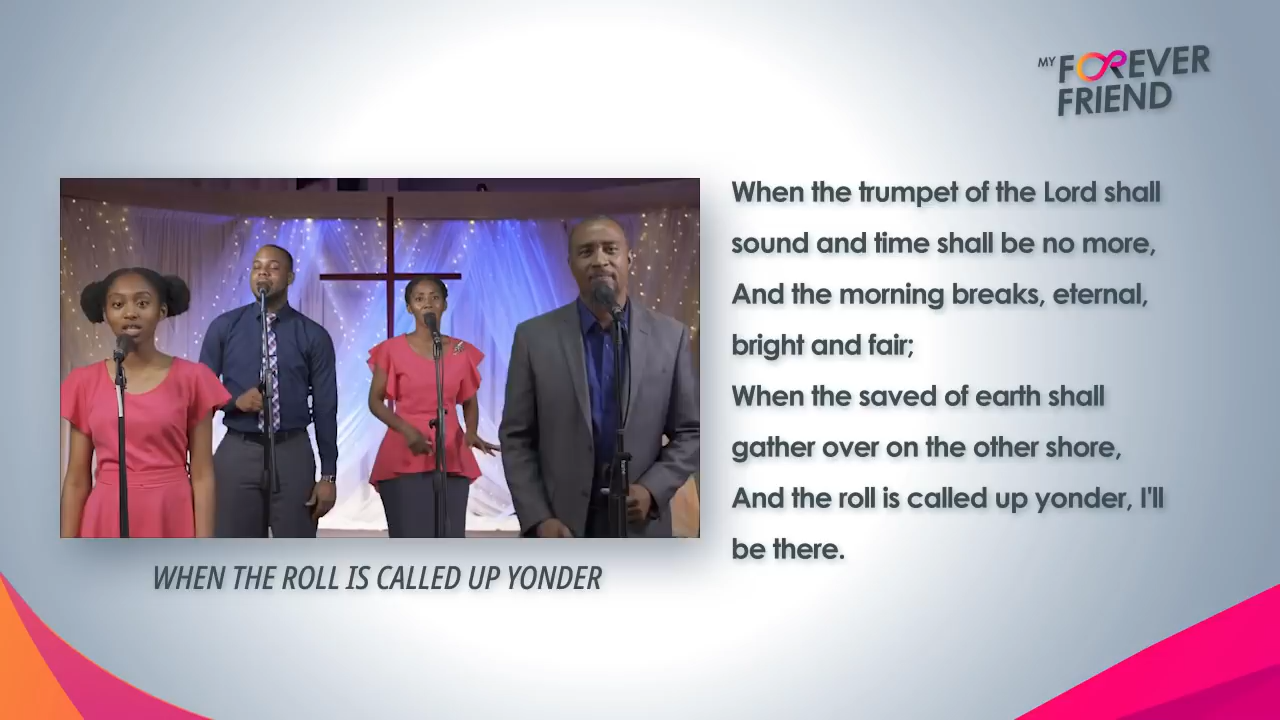 MY FOREVER
FRIEND
When the trumpet of the Lord shall
sound and time shall be no more,
And the morning breaks, eternal,
bright and fair;
When the saved of earth shall
gather over on the other shore,
And the roll is called up yonder, I'll
be there.
WHEN THE ROLL IS CALLED UP YONDER